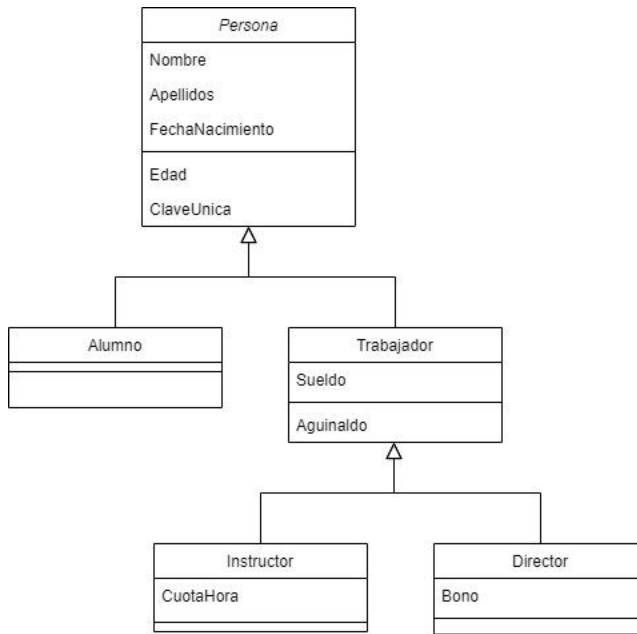 Persona
Nombre
Apellidos
FechaNacimiento
Edad
ClaveUnica
Alumno
Trabajador
Sueldo
Aguinaldo
Instructor
CuotaHora
Director
Bono